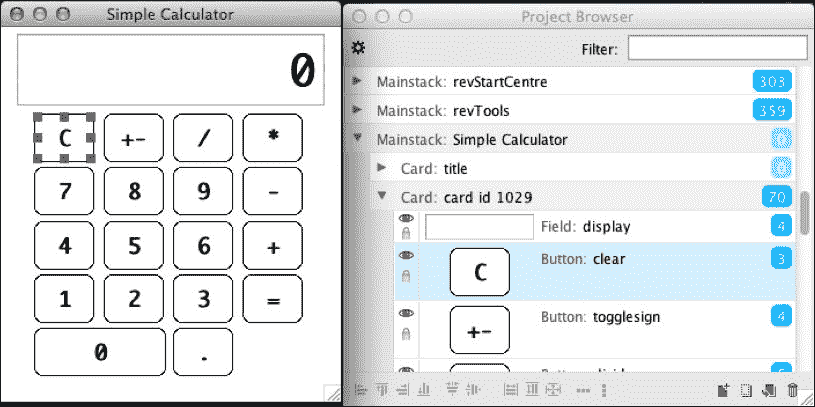 Simple Calculator
0
C +- / *
7 8 9 -
4 5 6 +
1 2 3 =
0 .
Project Browser
Filter:
Mainstack: revStartCentre 303
Mainstack: revTools 359
Mainstack: Simple Calculator
Card: title
Card: card id 1029 70
Field: display 4
Button: clear 3
C
Button: togglesign 4
+-